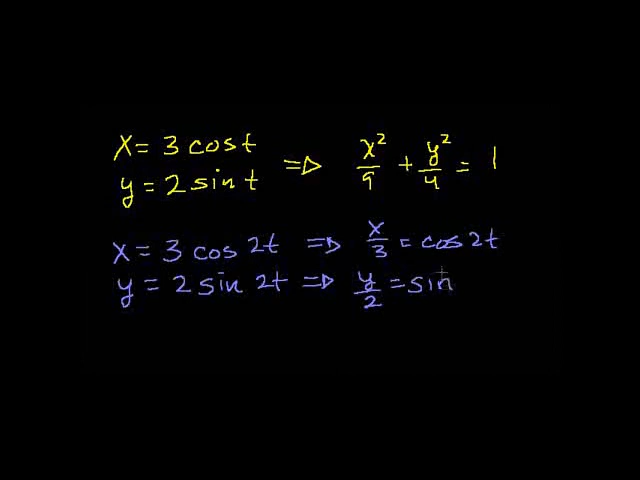 x = 3 cos t
y = 2 sin t ⇒ x²/9 + y²/4 = 1
x = 3 cos 2t ⇒ x/3 = cos 2t
y = 2 sin 2t ⇒ y/2 = sin